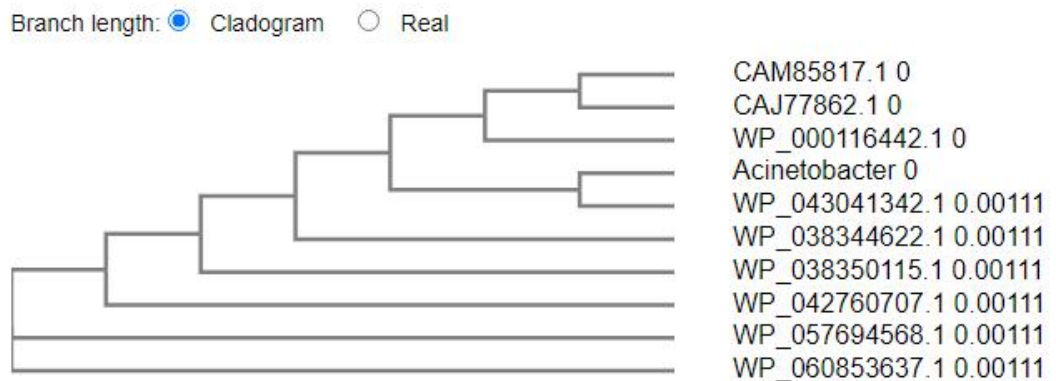 Branch length: Cladogram Real
CAM85817.1 0
CAJ77862.1 0
WP_000116442.1 0
Acinetobacter 0
WP_043041342.1 0.00111
WP_038344622.1 0.00111
WP_038350115.1 0.00111
WP_042760707.1 0.00111
WP_057694568.1 0.00111
WP_060853637.1 0.00111